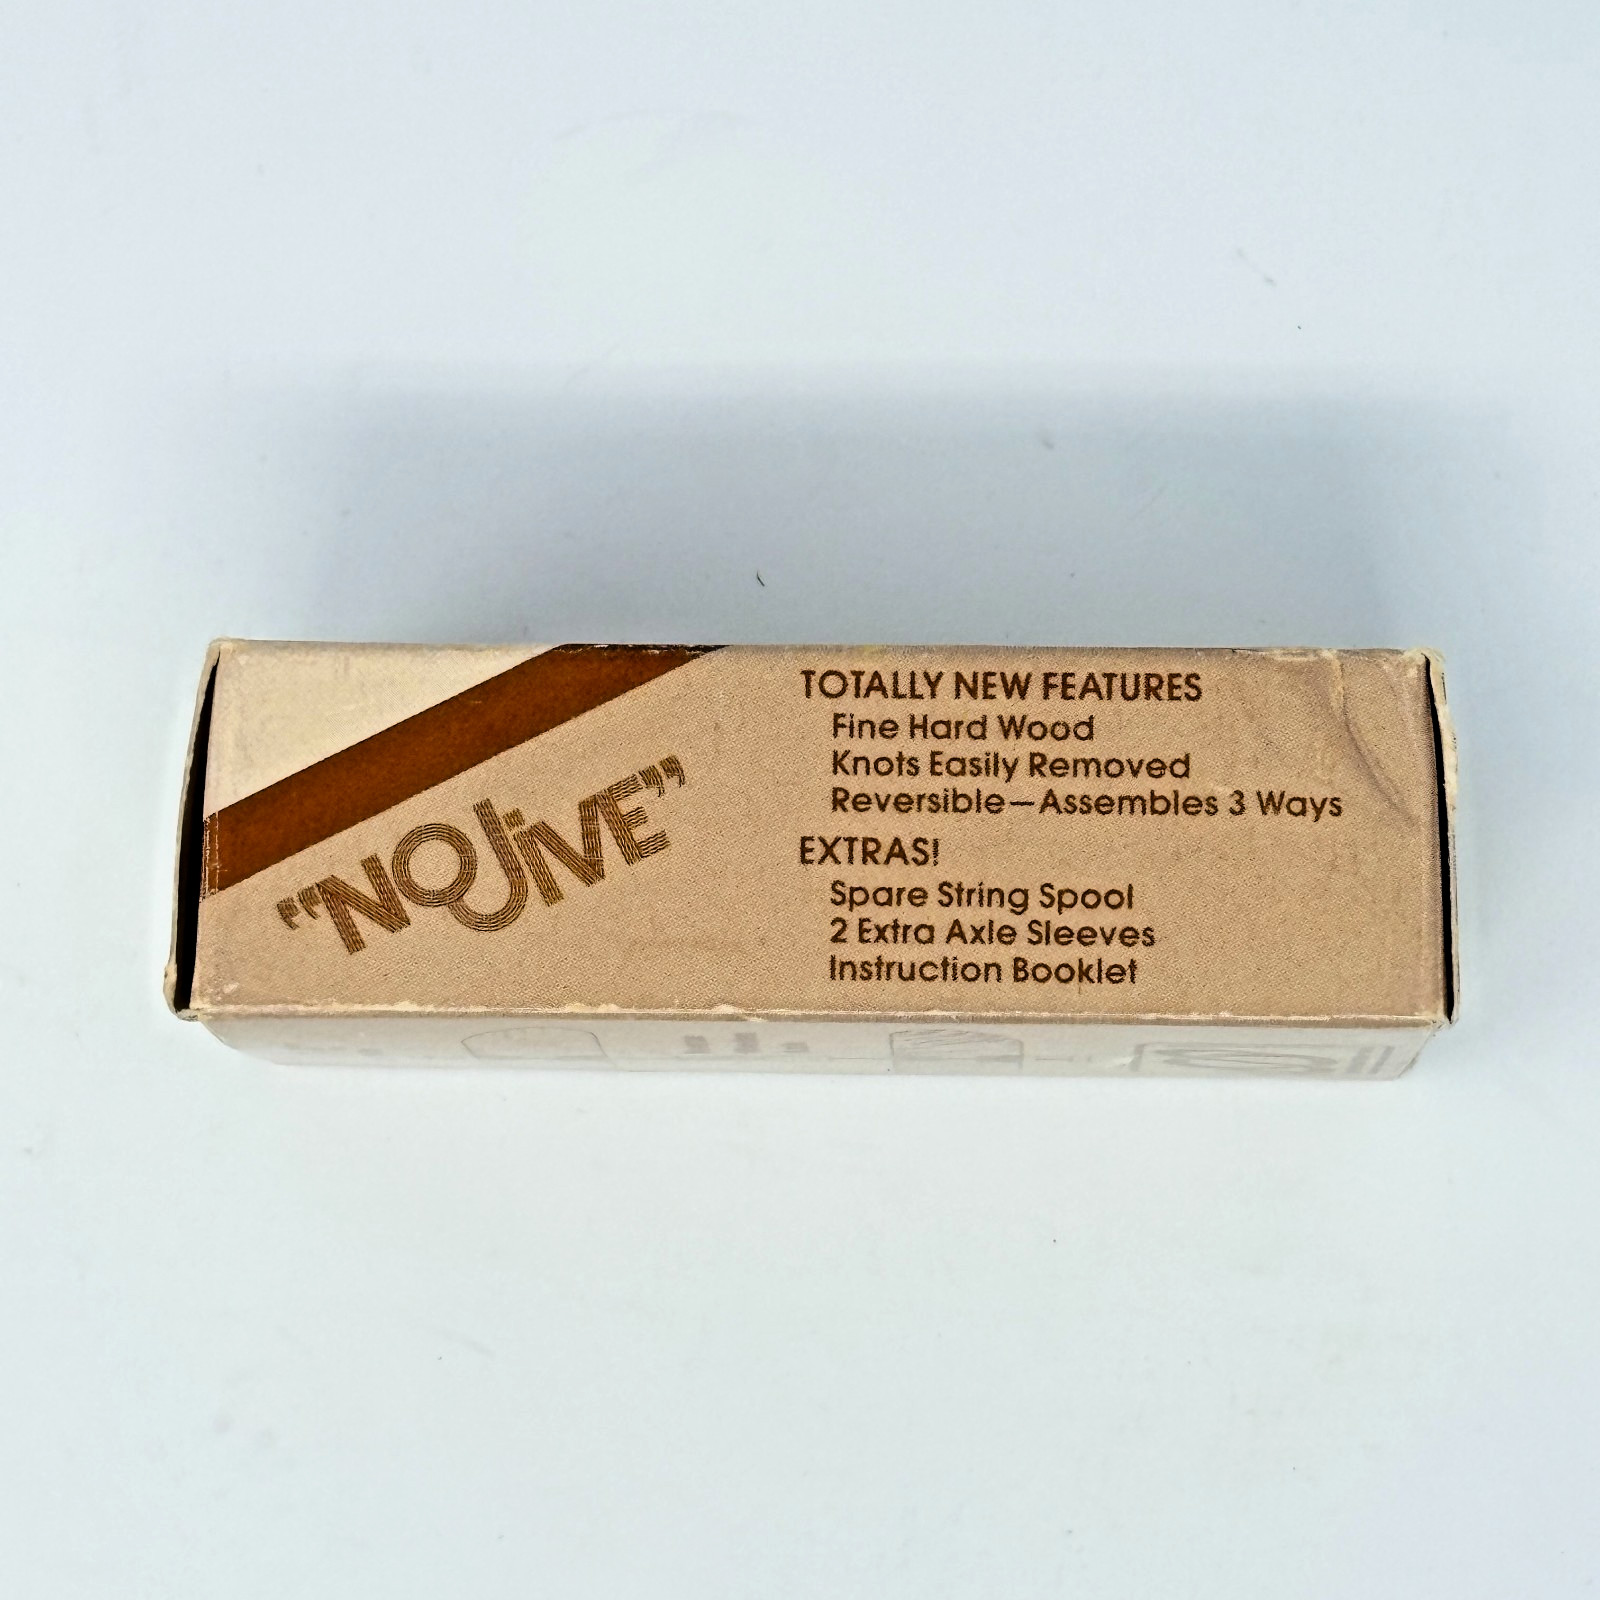 “NO JiVE”
TOTALLY NEW FEATURES
Fine Hard Wood
Knots Easily Removed
Reversible—Assembles 3 Ways
EXTRAS!
Spare String Spool
2 Extra Axle Sleeves
Instruction Booklet